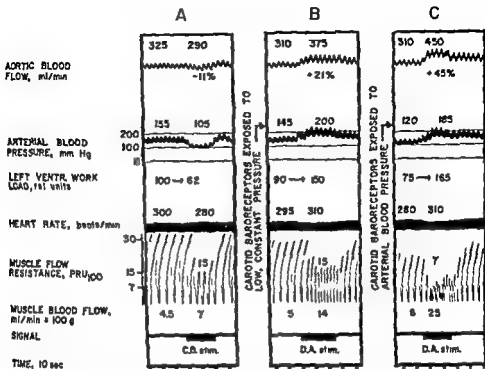 A B C
AORTIC BLOOD
FLOW, ml/min
325 290
-11%
310 375
+21%
310 450
+45%
ARTERIAL BLOOD
PRESSURE, mm Hg
200
100
155 105
145 200
120 185
LEFT VENTR. WORK
LOAD, rel units
100→62
90→150
75→165
HEART RATE, beats/min
300 280
295 310
280 310
MUSCLE FLOW
RESISTANCE, PRU100
30
15
7
15
15
7
MUSCLE BLOOD FLOW,
ml/min × 100 g
4.5 7
5 14
6 25
SIGNAL
C.B. stim.
D.A. stim.
D.A. stim.
TIME, 10 sec
CAROTID BARORECEPTORS EXPOSED TO
LOW, CONSTANT PRESSURE
CAROTID BARORECEPTORS EXPOSED TO
ARTERIAL BLOOD PRESSURE